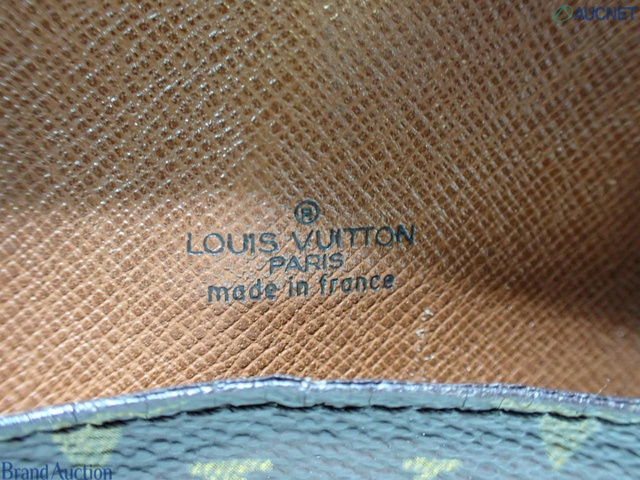 AUCNET
®
LOUIS VUITTON
PARIS
made in france
Brand Auction